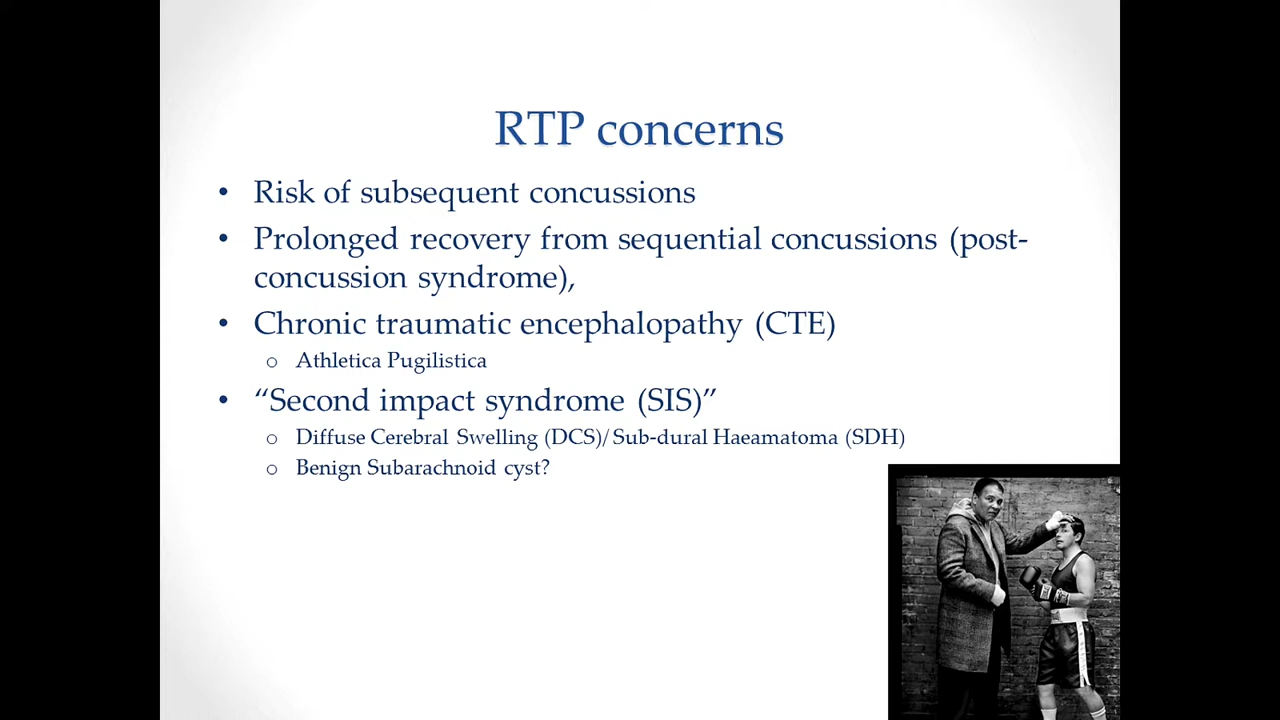 RTP concerns
• Risk of subsequent concussions
• Prolonged recovery from sequential concussions (post-
concussion syndrome),
• Chronic traumatic encephalopathy (CTE)
o Athletica Pugilistica
• “Second impact syndrome (SIS)”
o Diffuse Cerebral Swelling (DCS)/Sub-dural Haeamatoma (SDH)
o Benign Subarachnoid cyst?